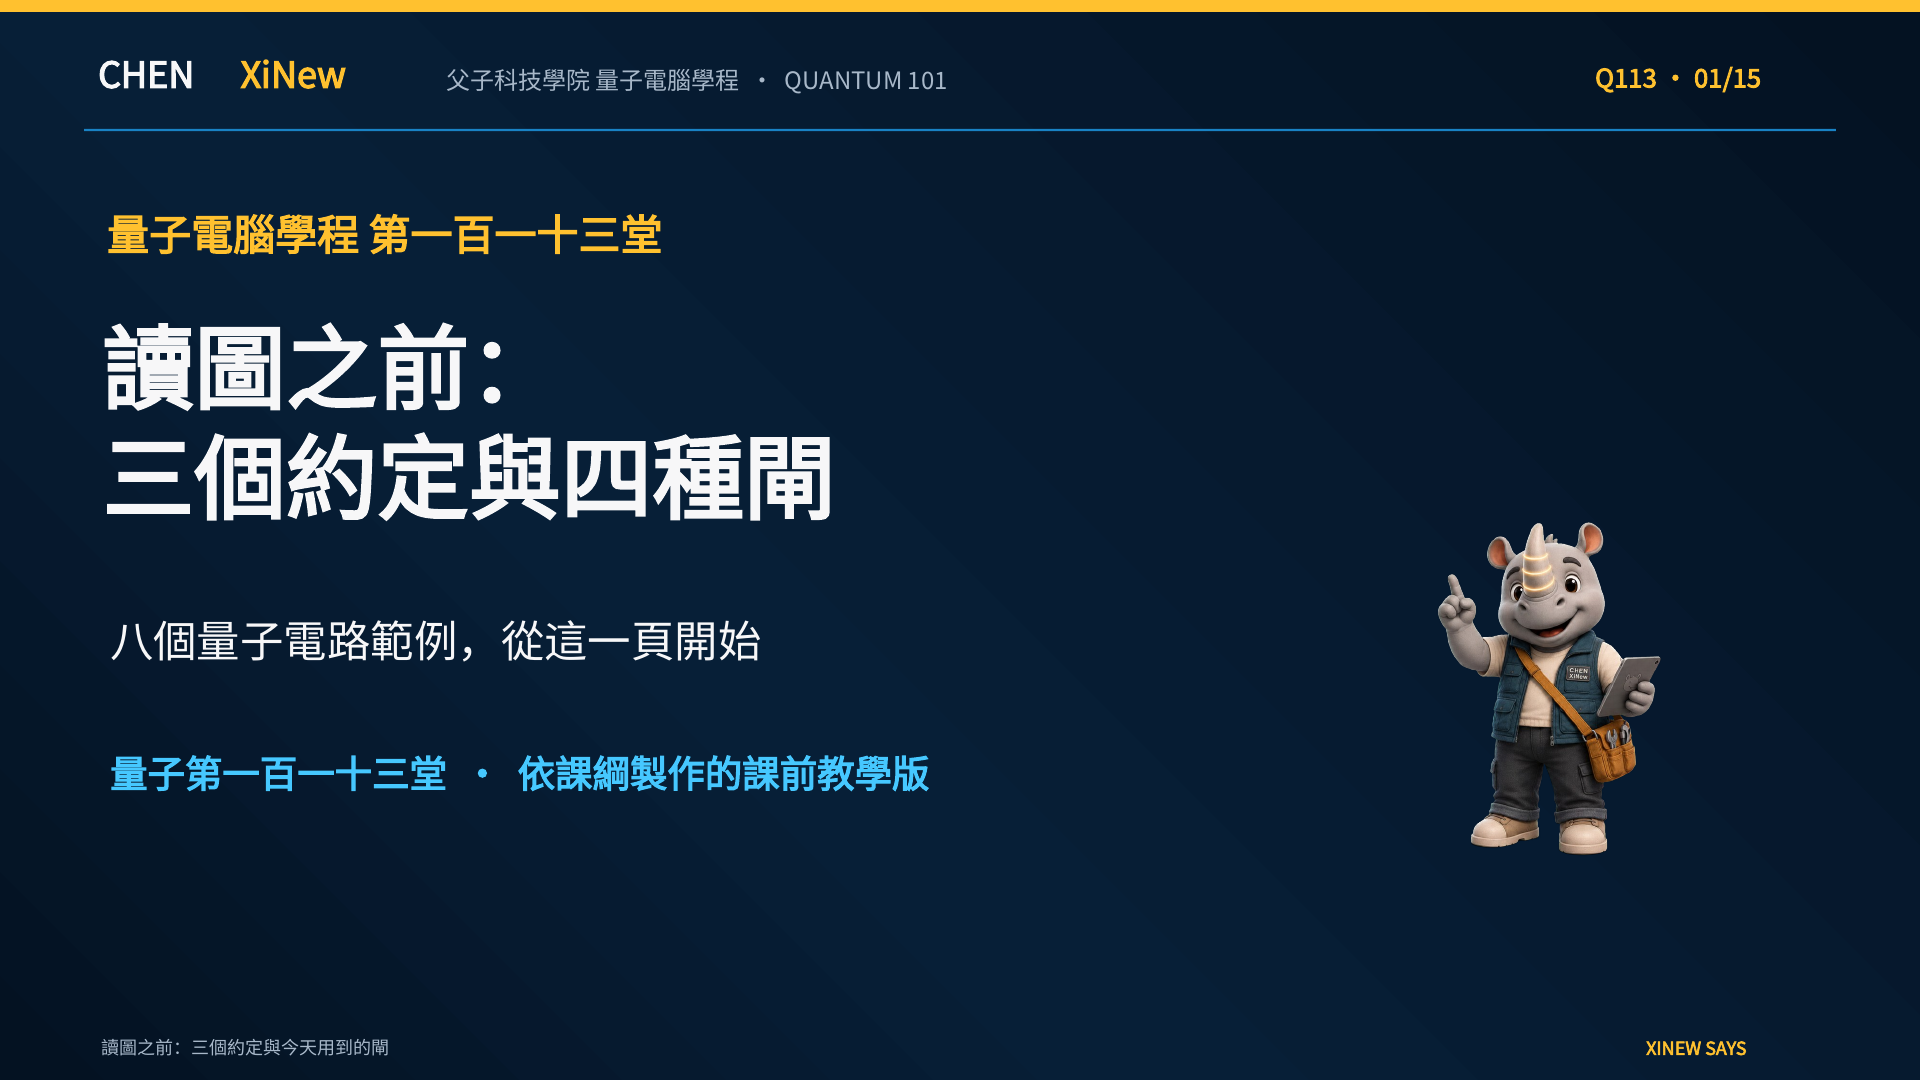 CHEN XiNew 父子科技學院 量子電腦學程 • QUANTUM 101 Q113 • 01/15
量子電腦學程 第一百一十三堂
讀圖之前：
三個約定與四種閘
八個量子電路範例，從這一頁開始
量子第一百一十三堂 • 依課綱製作的課前教學版
CHEN
XiNew
讀圖之前：三個約定與今天用到的閘
XINEW SAYS